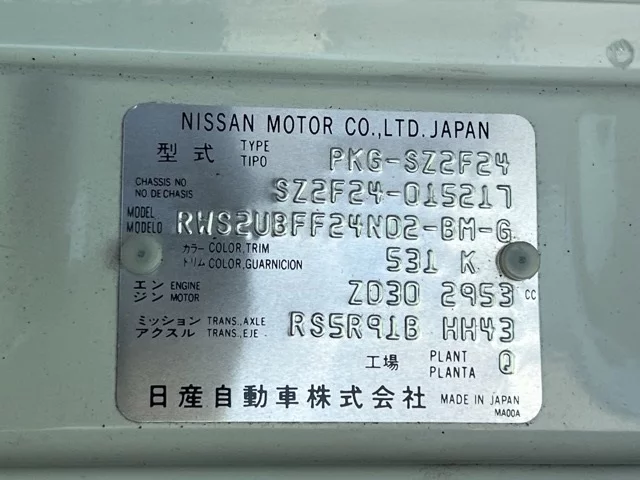 NISSAN MOTOR CO.,LTD. JAPAN
型式 TYPE TIPO PKG-SZ2F24
CHASSIS NO NO DE CHASIS SZ2F24-015217
MODEL MODELO RWS2UBFF24ND2-BM-G
カラー COLOR,TRIM
トリム COLOR,GUARNICION 531 K
エンジン ENGINE MOTOR ZD30 2953 CC
ミッション TRANS.,AXLE
アクスル TRANS.,EJE RS5R91B HH43
工場 PLANT PLANTA Q
日産自動車株式会社 MADE IN JAPAN
MA00A